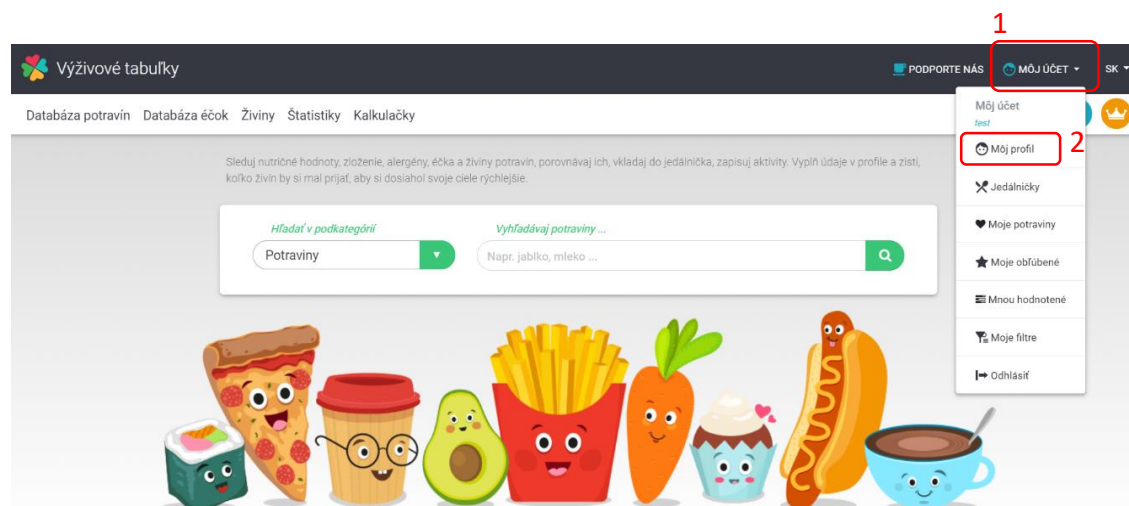 1
Výživové tabuľky
PODPORTE NÁS
MÔJ ÚČET
SK
Databáza potravín
Databáza éčok
Živiny
Štatistiky
Kalkulačky
Môj účet
test
Môj profil
2
Jedálničky
Moje potraviny
Moje obľúbené
Mnou hodnotené
Moje filtre
Odhlásiť
Sleduj nutričné hodnoty, zloženie, alergény, éčka a živiny potravín, porovnávaj ich, vkladaj do jedálnička, zapisuj aktivity. Vyplň údaje v profile a zisti,
koľko živín by si mal prijať, aby si dosiahol svoje ciele rýchlejšie.
Hľadať v podkategórií
Vyhľadávaj potraviny ...
Potraviny
Napr. jablko, mleko ...